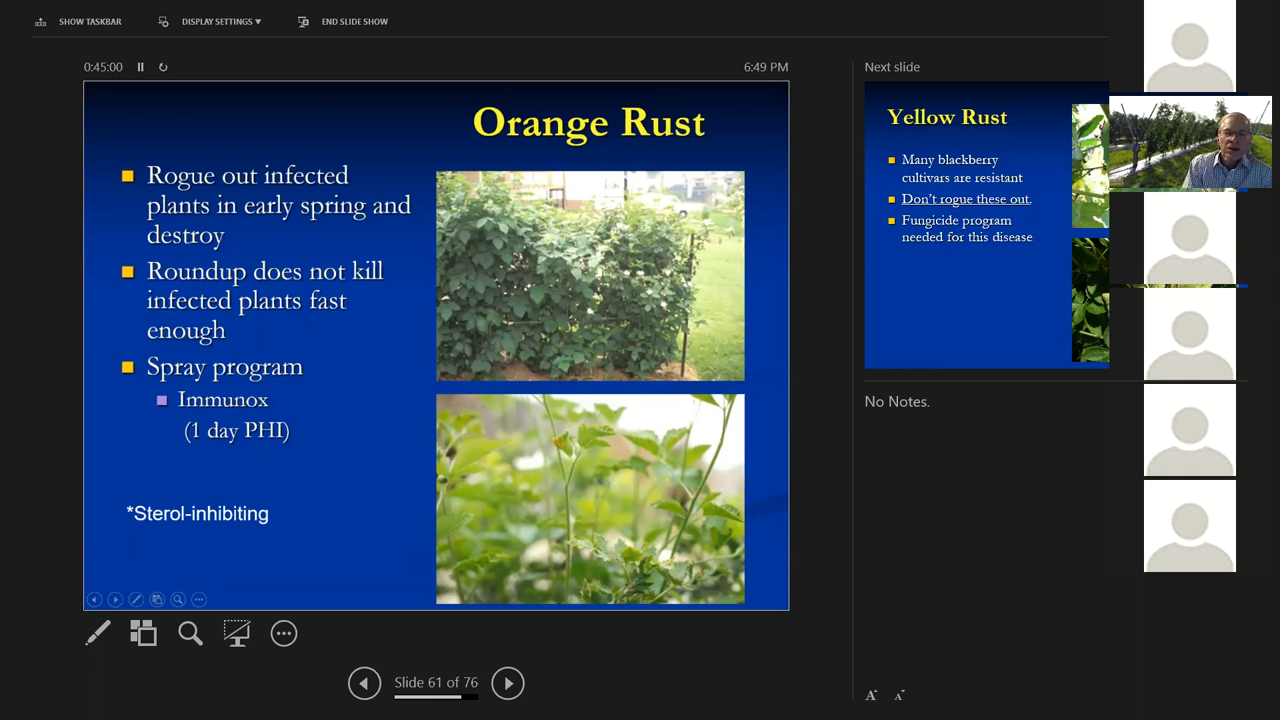 SHOW TASKBAR
DISPLAY SETTINGS ▼
END SLIDE SHOW
0:45:00
6:49 PM
Orange Rust
Rogue out infected
plants in early spring and
destroy
Roundup does not kill
infected plants fast
enough
Spray program
Immunox
(1 day PHI)
*Sterol-inhibiting
Slide 61 of 76
Next slide
Yellow Rust
Many blackberry
cultivars are resistant
Don't rogue these out.
Fungicide program
needed for this disease
No Notes.
A A